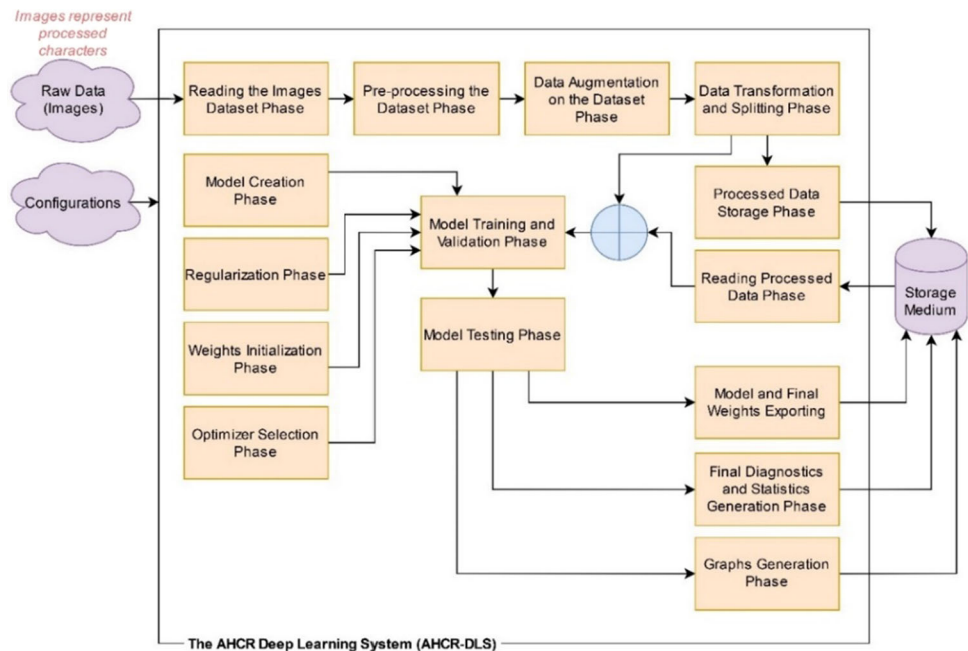 Images represent
processed
characters
Raw Data
(Images)
Configurations
Reading the Images
Dataset Phase
Pre-processing the
Dataset Phase
Data Augmentation
on the Dataset
Phase
Data Transformation
and Splitting Phase
Model Creation
Phase
Regularization Phase
Weights Initialization
Phase
Optimizer Selection
Phase
Model Training and
Validation Phase
Model Testing Phase
Processed Data
Storage Phase
Reading Processed
Data Phase
Storage
Medium
Model and Final
Weights Exporting
Final Diagnostics
and Statistics
Generation Phase
Graphs Generation
Phase
The AHCR Deep Learning System (AHCR-DLS)